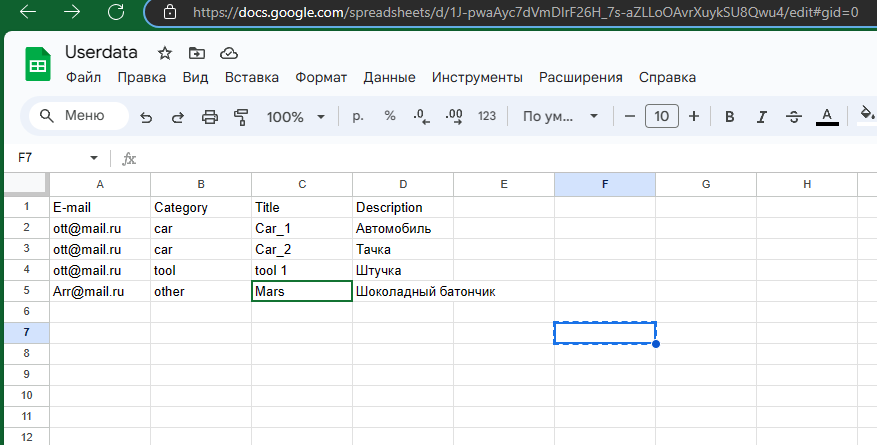 https://docs.google.com/spreadsheets/d/1J-pwaAyc7dVmDIrF26H_7s-aZLLoOAvrXuykSU8Qwu4/edit#gid=0
Userdata
Файл Правка Вид Вставка Формат Данные Инструменты Расширения Справка
Меню 100% р. % .0 .00 123 По ум... 10 B I S A
F7 fx
A B C D E F G H
1 E-mail Category Title Description
2 ott@mail.ru car Car_1 Автомобиль
3 ott@mail.ru car Car_2 Тачка
4 ott@mail.ru tool tool 1 Штучка
5 Arr@mail.ru other Mars Шоколадный батончик
6
7
8
9
10
11
12